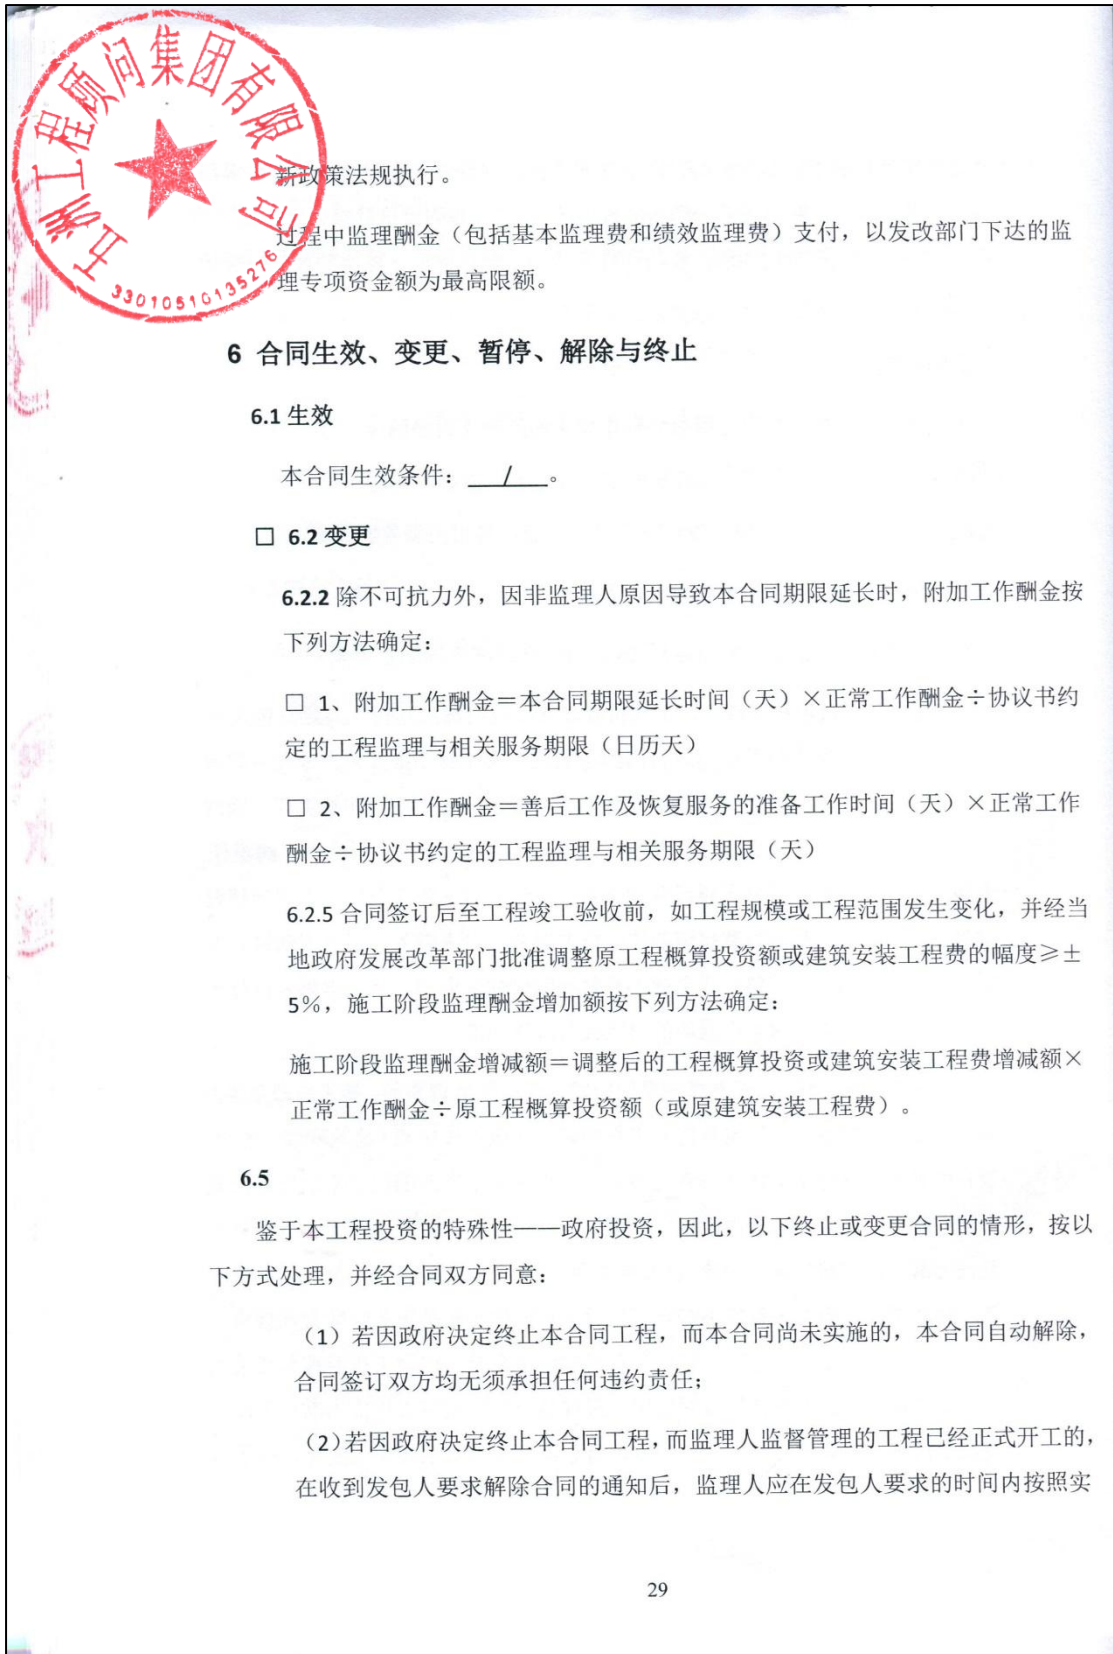 五洲工程顾问集团有限公司
33010510135276
新政策法规执行。
过程中监理酬金（包括基本监理费和绩效监理费）支付，以发改部门下达的监
理专项资金额为最高限额。
6 合同生效、变更、暂停、解除与终止
6.1 生效
本合同生效条件：　/　。
□ 6.2 变更
6.2.2 除不可抗力外，因非监理人原因导致本合同期限延长时，附加工作酬金按
下列方法确定：
□ 1、附加工作酬金＝本合同期限延长时间（天）×正常工作酬金÷协议书约
定的工程监理与相关服务期限（日历天）
□ 2、附加工作酬金＝善后工作及恢复服务的准备工作时间（天）×正常工作
酬金÷协议书约定的工程监理与相关服务期限（天）
6.2.5 合同签订后至工程竣工验收前，如工程规模或工程范围发生变化，并经当
地政府发展改革部门批准调整原工程概算投资额或建筑安装工程费的幅度≥±
5%，施工阶段监理酬金增加额按下列方法确定：
施工阶段监理酬金增减额＝调整后的工程概算投资或建筑安装工程费增减额×
正常工作酬金÷原工程概算投资额（或原建筑安装工程费）。
6.5
鉴于本工程投资的特殊性——政府投资，因此，以下终止或变更合同的情形，按以
下方式处理，并经合同双方同意：
（1）若因政府决定终止本合同工程，而本合同尚未实施的，本合同自动解除，
合同签订双方均无须承担任何违约责任；
（2）若因政府决定终止本合同工程，而监理人监督管理的工程已经正式开工的，
在收到发包人要求解除合同的通知后，监理人应在发包人要求的时间内按照实
29